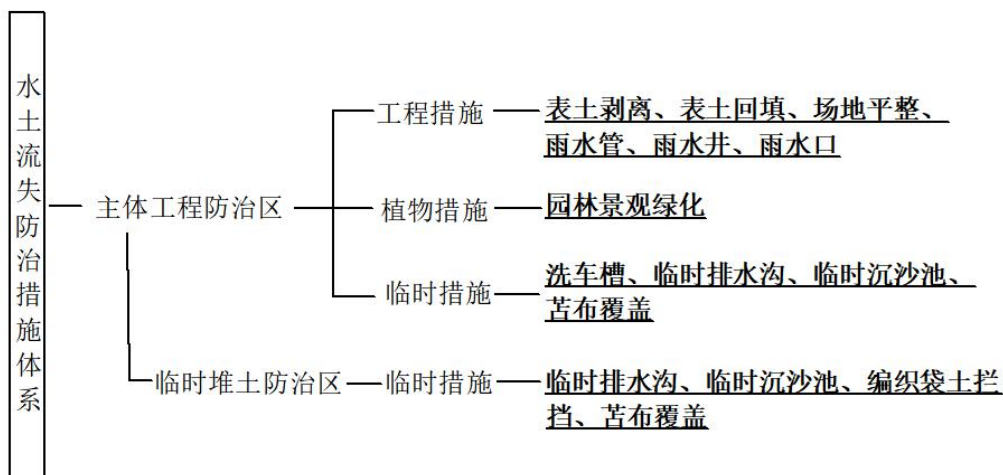 水土流失防治措施体系
主体工程防治区
工程措施
表土剥离、表土回填、场地平整、
雨水管、雨水井、雨水口
植物措施
园林景观绿化
临时措施
洗车槽、临时排水沟、临时沉沙池、
苫布覆盖
临时堆土防治区
临时措施
临时排水沟、临时沉沙池、编织袋土拦
挡、苫布覆盖